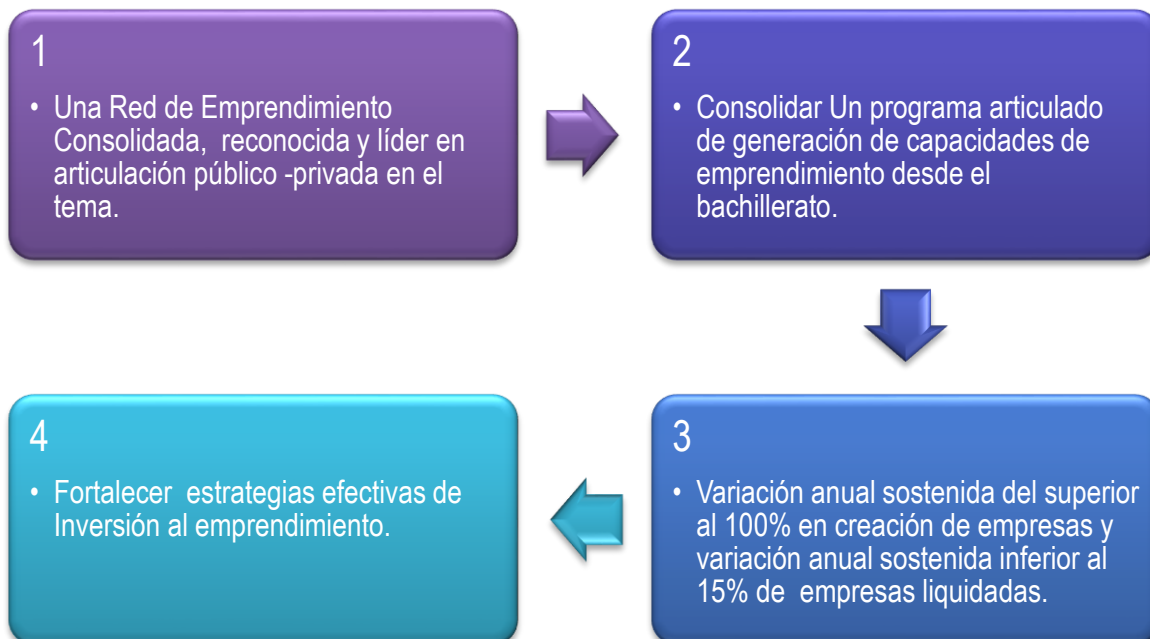 1
• Una Red de Emprendimiento
Consolidada, reconocida y líder en
articulación público -privada en el
tema.
2
• Consolidar Un programa articulado
de generación de capacidades de
emprendimiento desde el
bachillerato.
3
• Variación anual sostenida del superior
al 100% en creación de empresas y
variación anual sostenida inferior al
15% de empresas liquidadas.
4
• Fortalecer estrategias efectivas de
Inversión al emprendimiento.